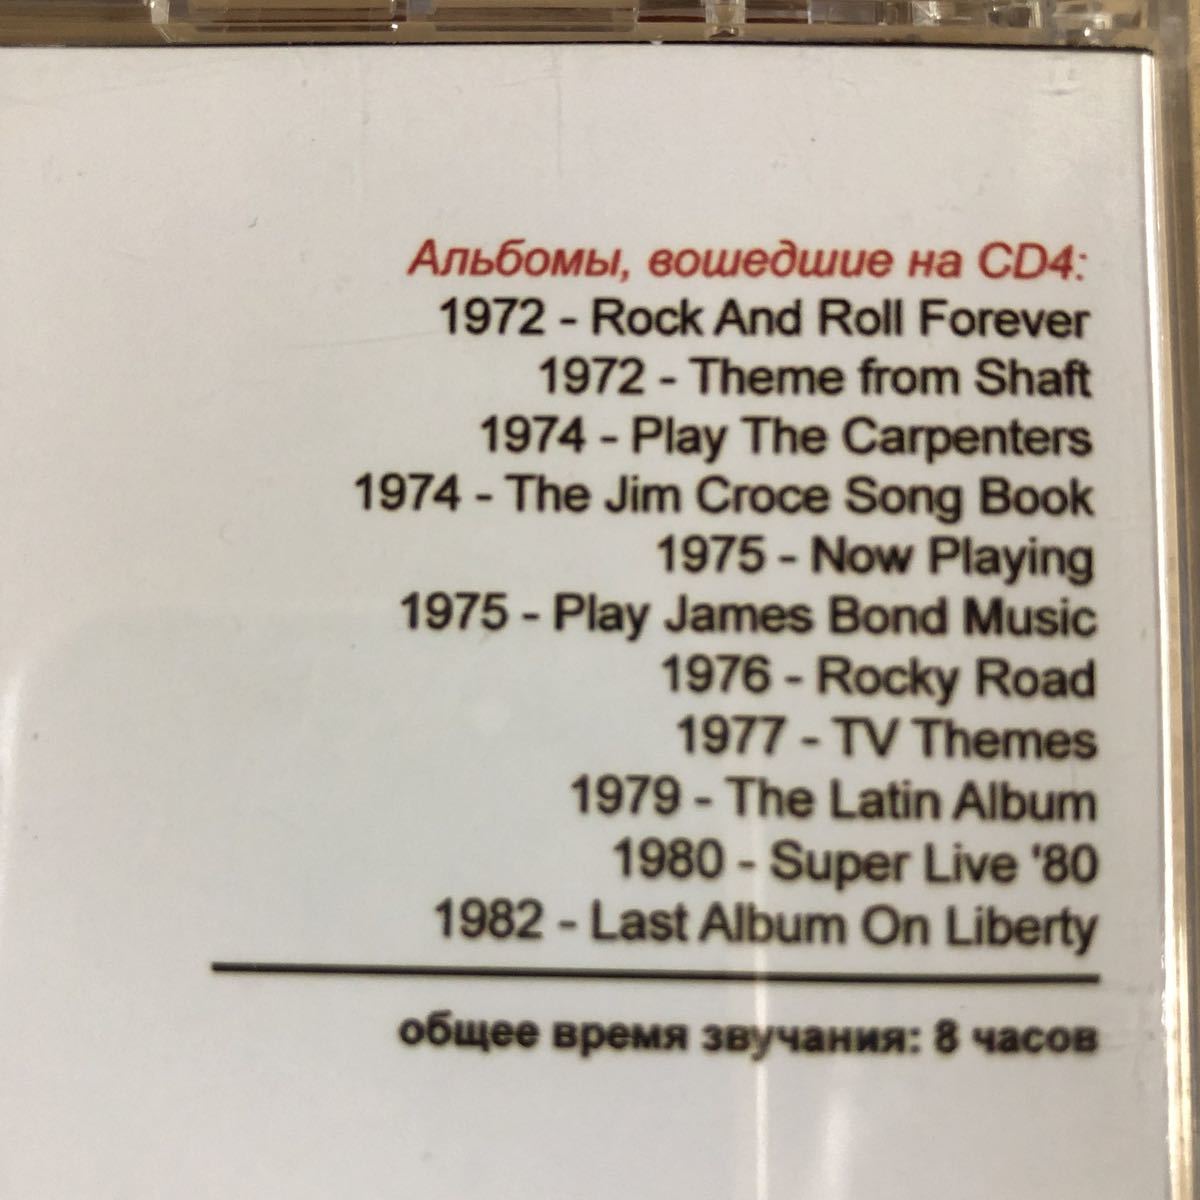 Альбомы, вошедшие на CD4:
1972 - Rock And Roll Forever
1972 - Theme from Shaft
1974 - Play The Carpenters
1974 - The Jim Croce Song Book
1975 - Now Playing
1975 - Play James Bond Music
1976 - Rocky Road
1977 - TV Themes
1979 - The Latin Album
1980 - Super Live '80
1982 - Last Album On Liberty
общее время звучания: 8 часов